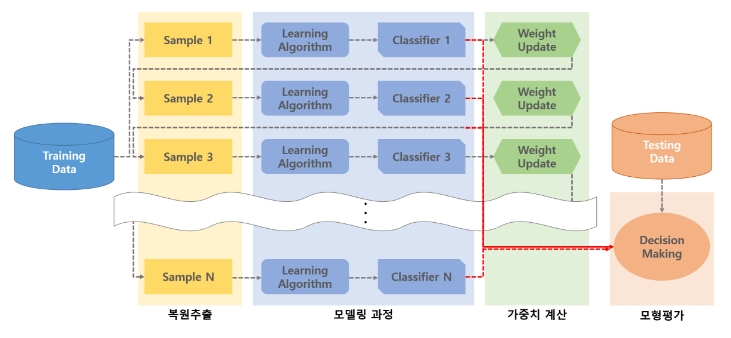 Sample 1
Learning
Algorithm
Classifier 1
Weight
Update
Sample 2
Learning
Algorithm
Classifier 2
Weight
Update
Training
Data
Sample 3
Learning
Algorithm
Classifier 3
Weight
Update
Testing
Data
Decision
Making
Sample N
Learning
Algorithm
Classifier N
복원추출
모델링 과정
가중치 계산
모형평가